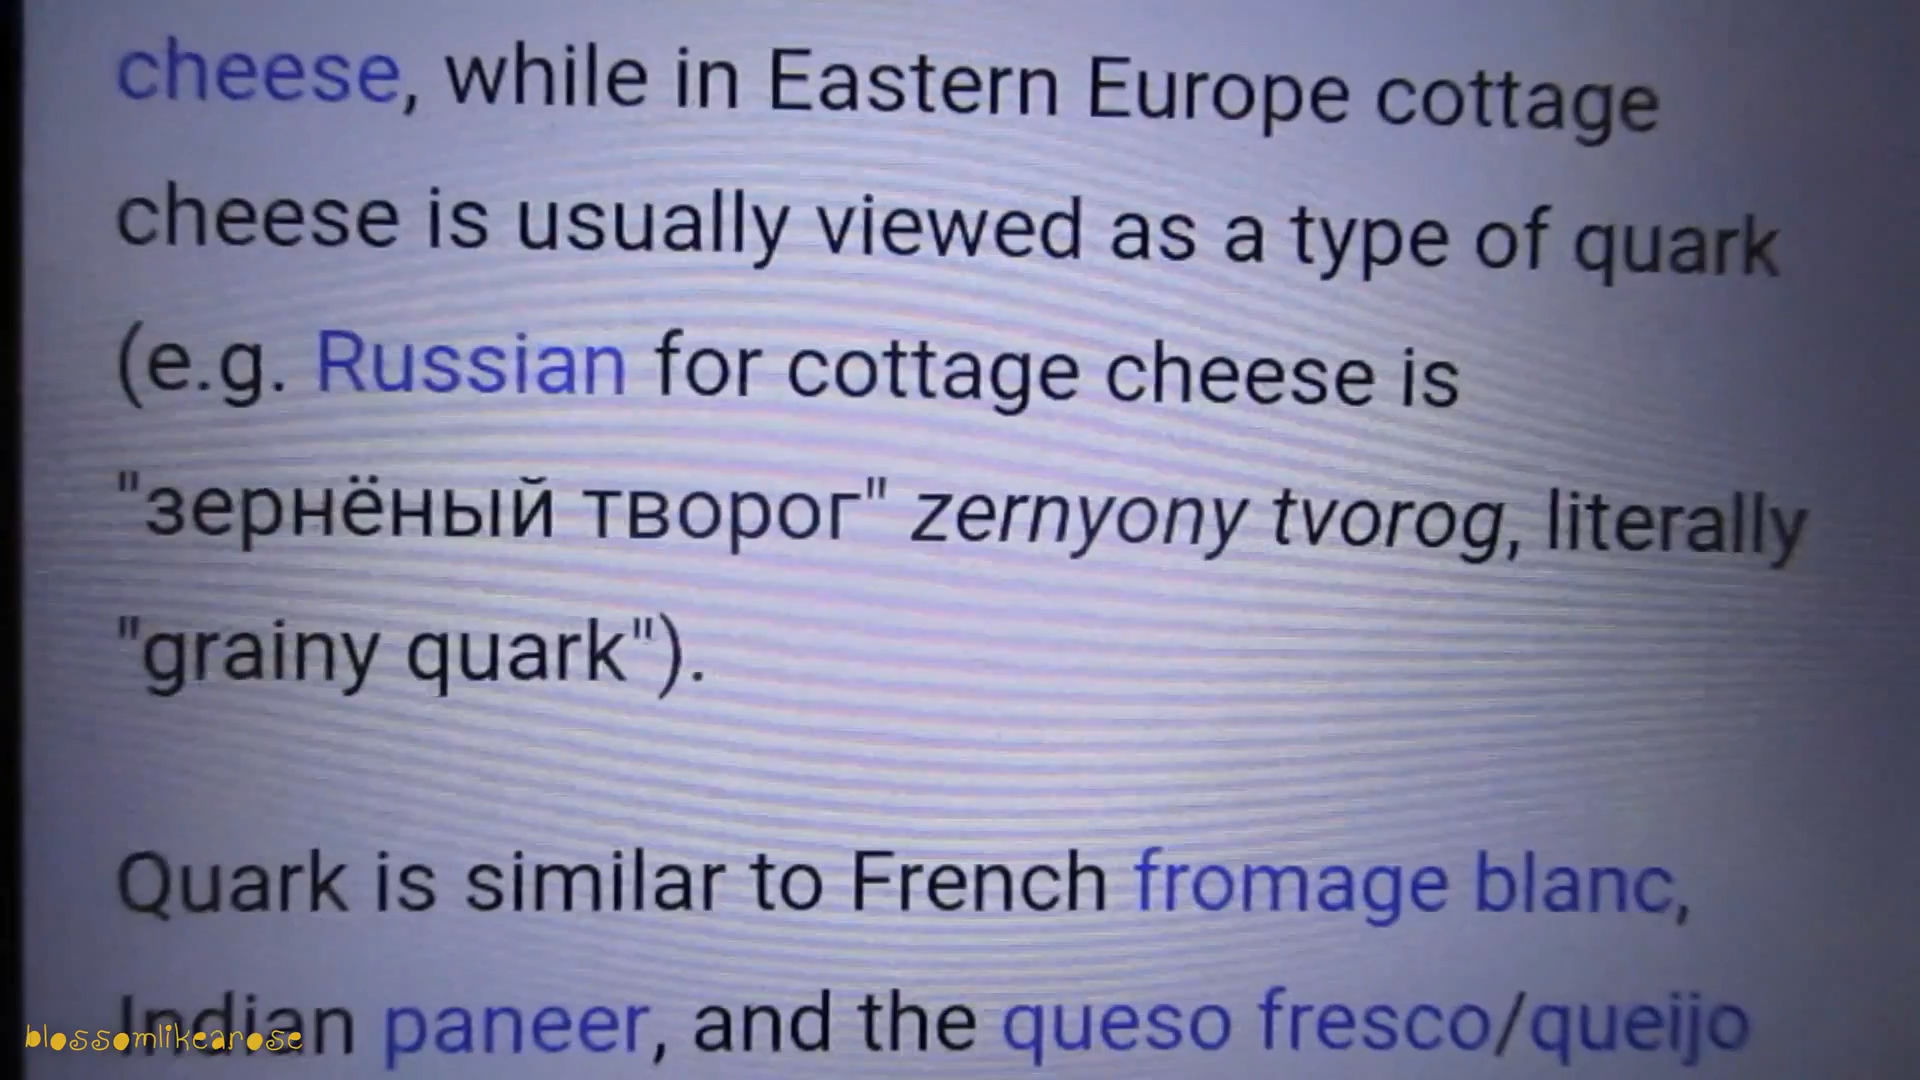 cheese, while in Eastern Europe cottage
cheese is usually viewed as a type of quark
(e.g. Russian for cottage cheese is
"зернёный творог" zernyony tvorog, literally
"grainy quark").
Quark is similar to French fromage blanc,
Indian paneer, and the queso fresco/queijo
blossomlikearose